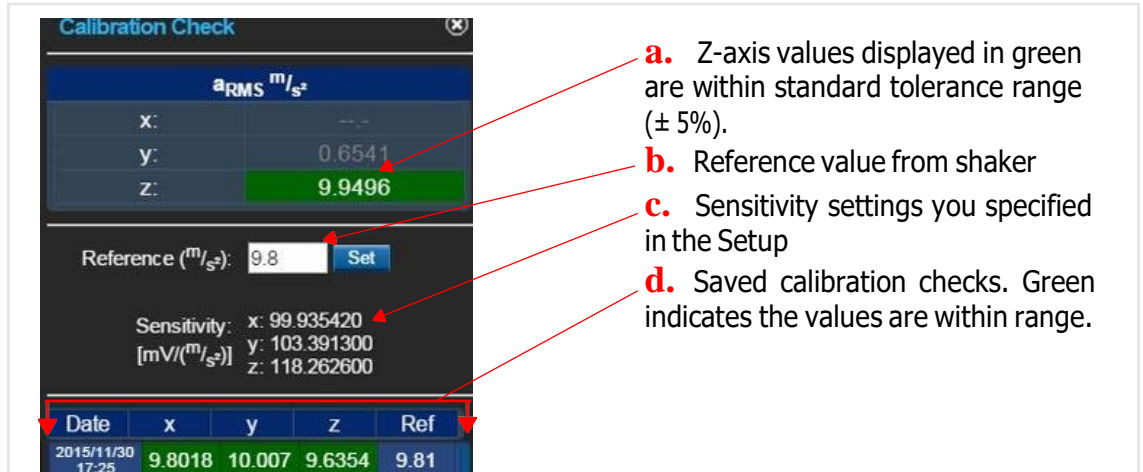 Calibration Check
aRMS m/s²
x: --.-
y: 0.6541
z: 9.9496
Reference (m/s²): 9.8 Set
Sensitivity: x: 99.935420
[mV/(m/s²)] y: 103.391300
z: 118.262600
Date x y z Ref
2015/11/30 17:25 9.8018 10.007 9.6354 9.81
a. Z-axis values displayed in green
are within standard tolerance range
(± 5%).
b. Reference value from shaker
c. Sensitivity settings you specified
in the Setup
d. Saved calibration checks. Green
indicates the values are within range.